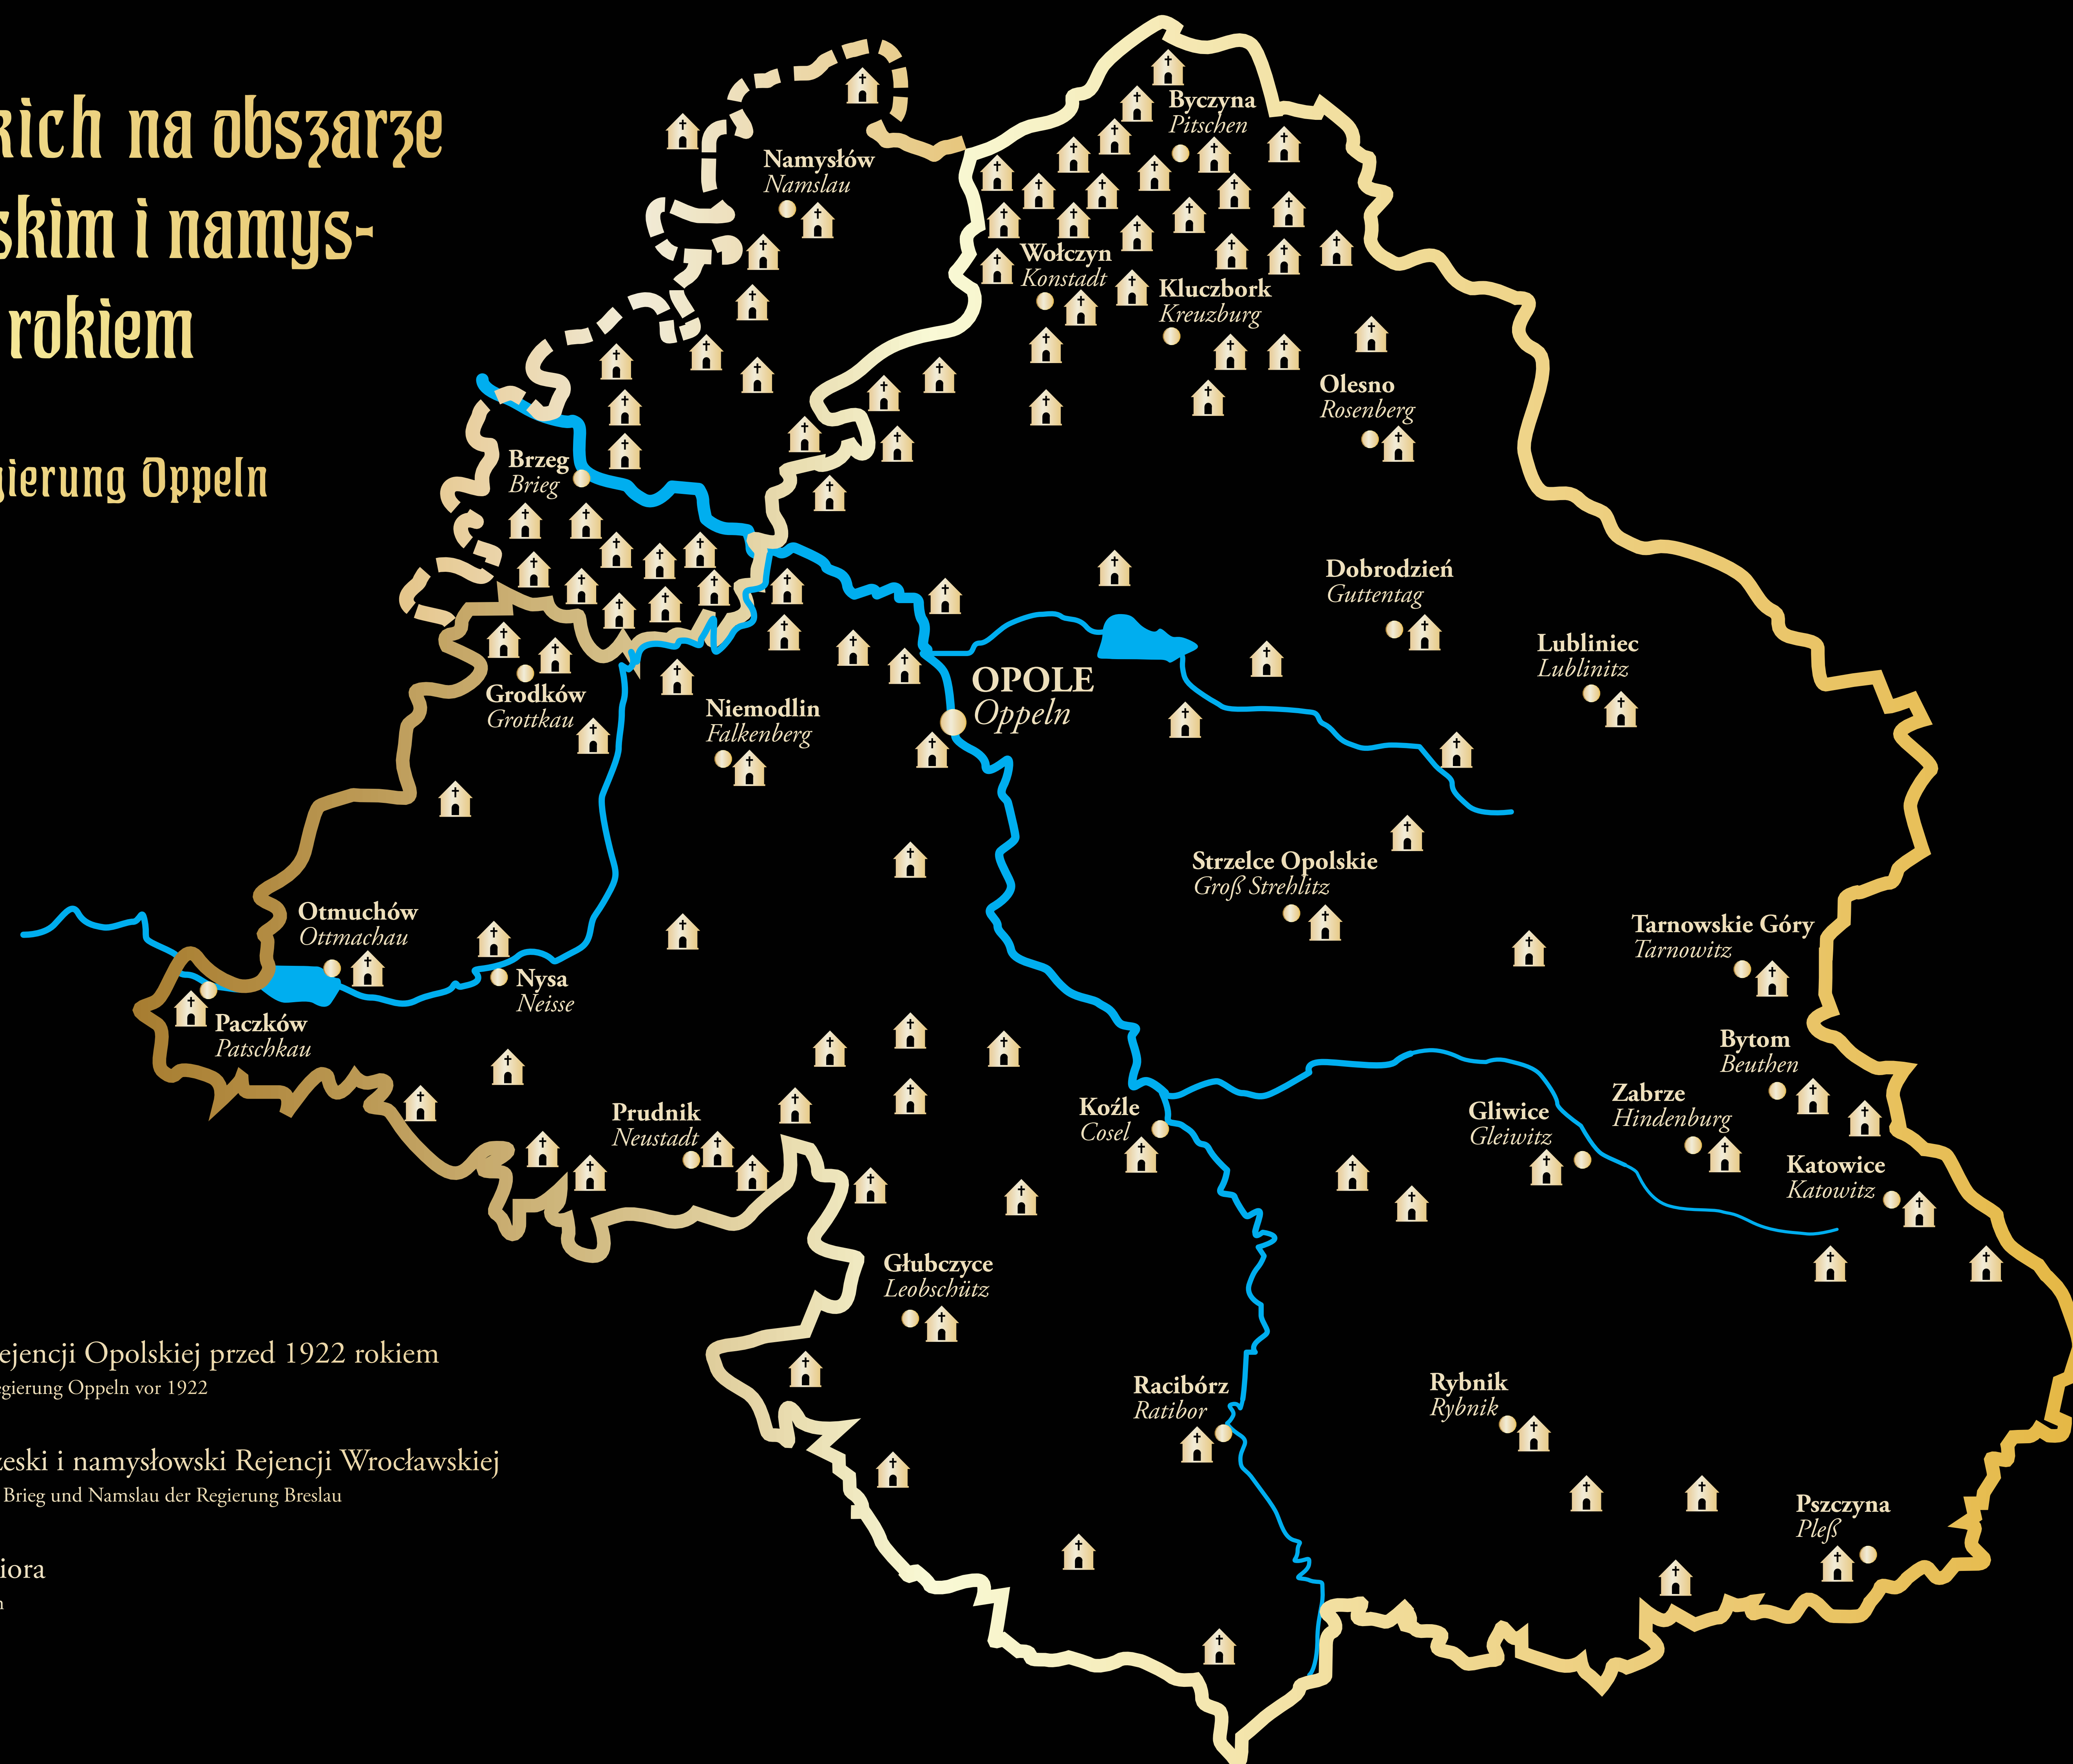 kich na obszarze
skim i namys-
rokiem
gierung Oppeln
Byczyna
Pitschen
Namysłów
Namslau
Wołczyn
Konstadt
Kluczbork
Kreuzburg
Olesno
Rosenberg
Brzeg
Brieg
Dobrodzień
Guttentag
Lubliniec
Lublinitz
OPOLE
Oppeln
Grodków
Grottkau
Niemodlin
Falkenberg
Strzelce Opolskie
Groß Strehlitz
Otmuchów
Ottmachau
Tarnowskie Góry
Tarnowitz
Nysa
Neisse
Paczków
Patschkau
Bytom
Beuthen
Zabrze
Hindenburg
Prudnik
Neustadt
Koźle
Cosel
Gliwice
Gleiwitz
Katowice
Katowitz
Głubczyce
Leobschütz
ejencji Opolskiej przed 1922 rokiem
egierung Oppeln vor 1922
Racibórz
Ratibor
Rybnik
Rybnik
zeski i namysłowski Rejencji Wrocławskiej
Brieg und Namslau der Regierung Breslau
Pszczyna
Pleß
iora